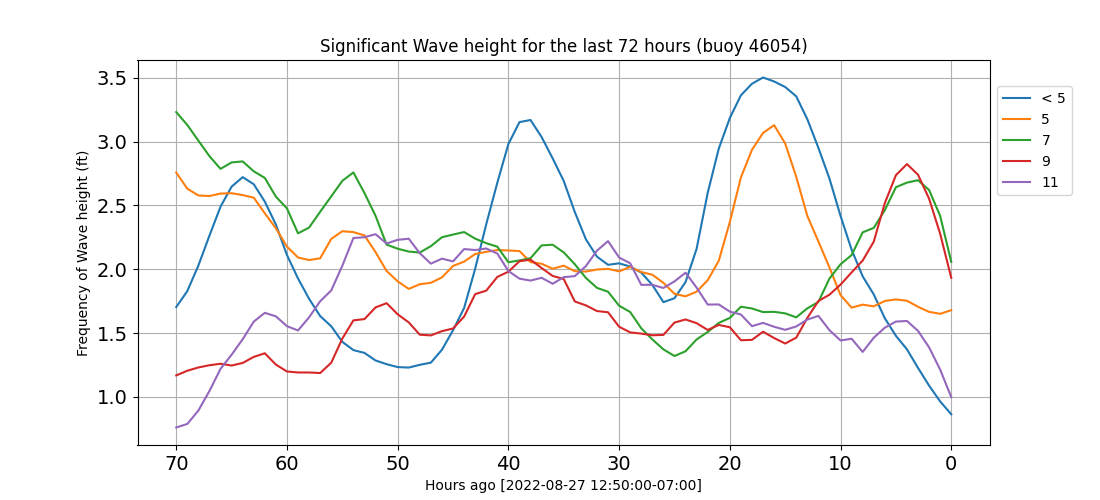 Significant Wave height for the last 72 hours (buoy 46054)
Frequency of Wave height (ft)
3.5
3.0
2.5
2.0
1.5
1.0
70 60 50 40 30 20 10 0
Hours ago [2022-08-27 12:50:00-07:00]
< 5
5
7
9
11